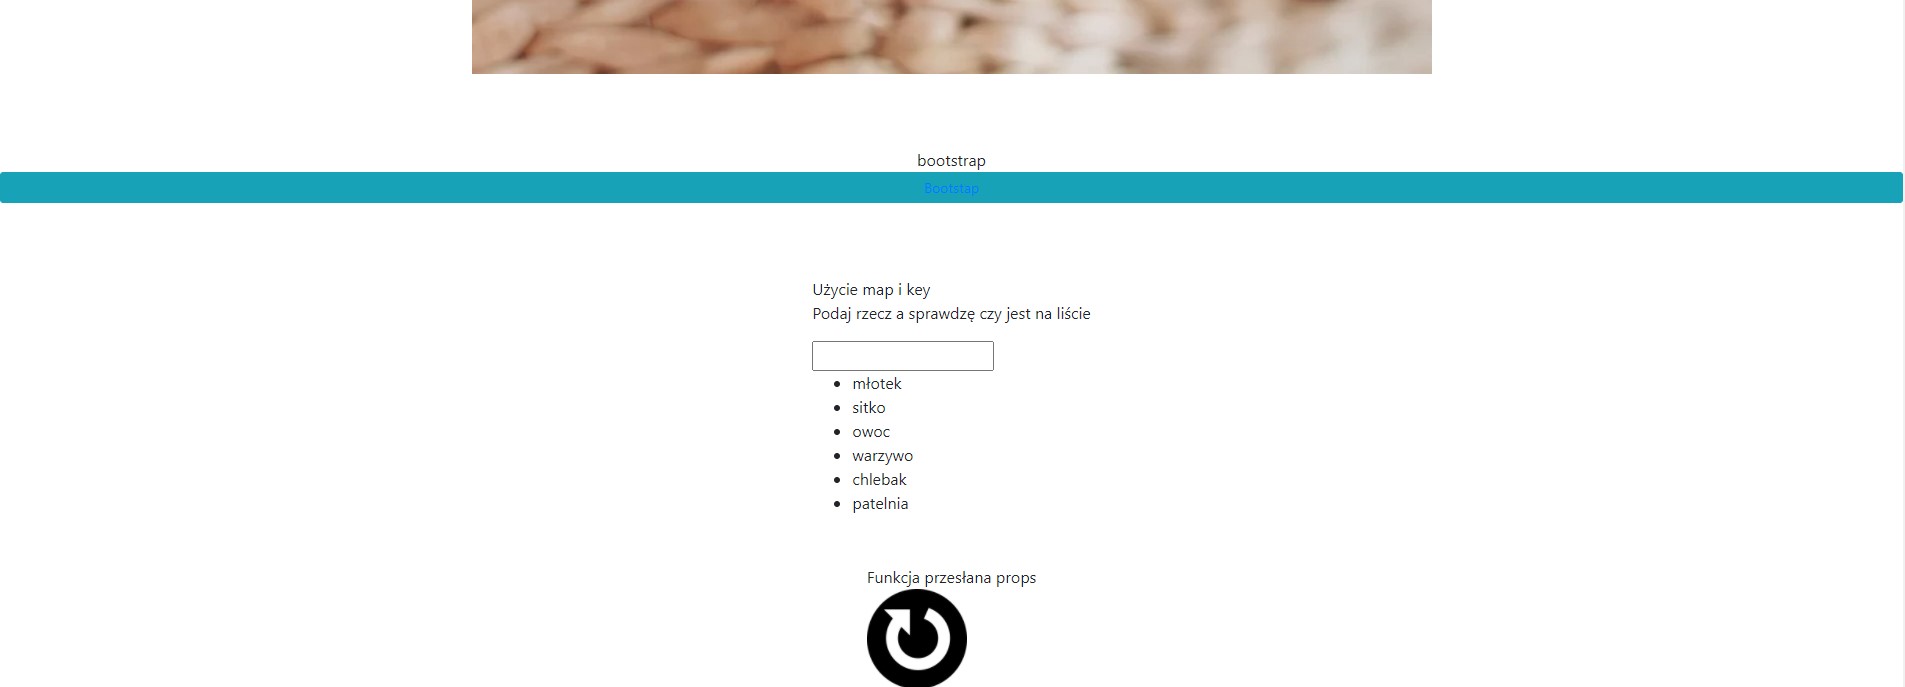 bootstrap
Bootstap
Użycie map i key
Podaj rzecz a sprawdzę czy jest na liście
młotek
sitko
owoc
warzywo
chlebak
patelnia
Funkcja przesłana props